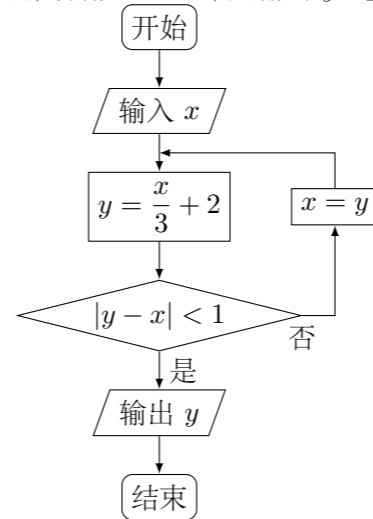 开始
输入 x
y = x/3 + 2
x = y
|y − x| < 1
否
是
输出 y
结束